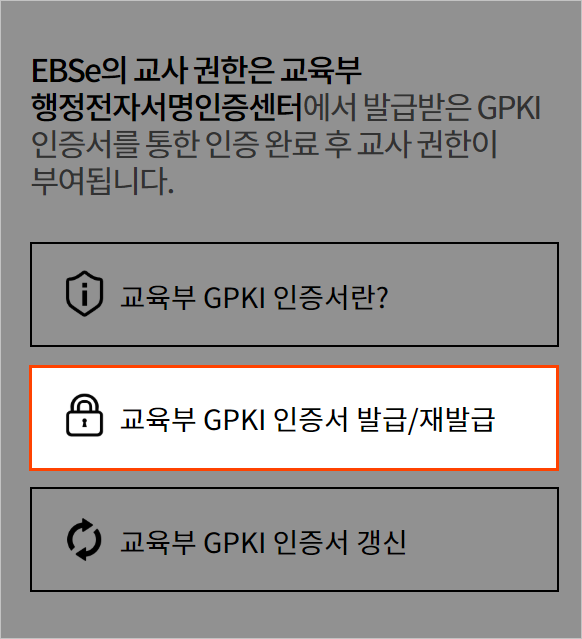 EBSe의 교사 권한은 교육부
행정전자서명인증센터에서 발급받은 GPKI
인증서를 통한 인증 완료 후 교사 권한이
부여됩니다.
교육부 GPKI 인증서란?
교육부 GPKI 인증서 발급/재발급
교육부 GPKI 인증서 갱신